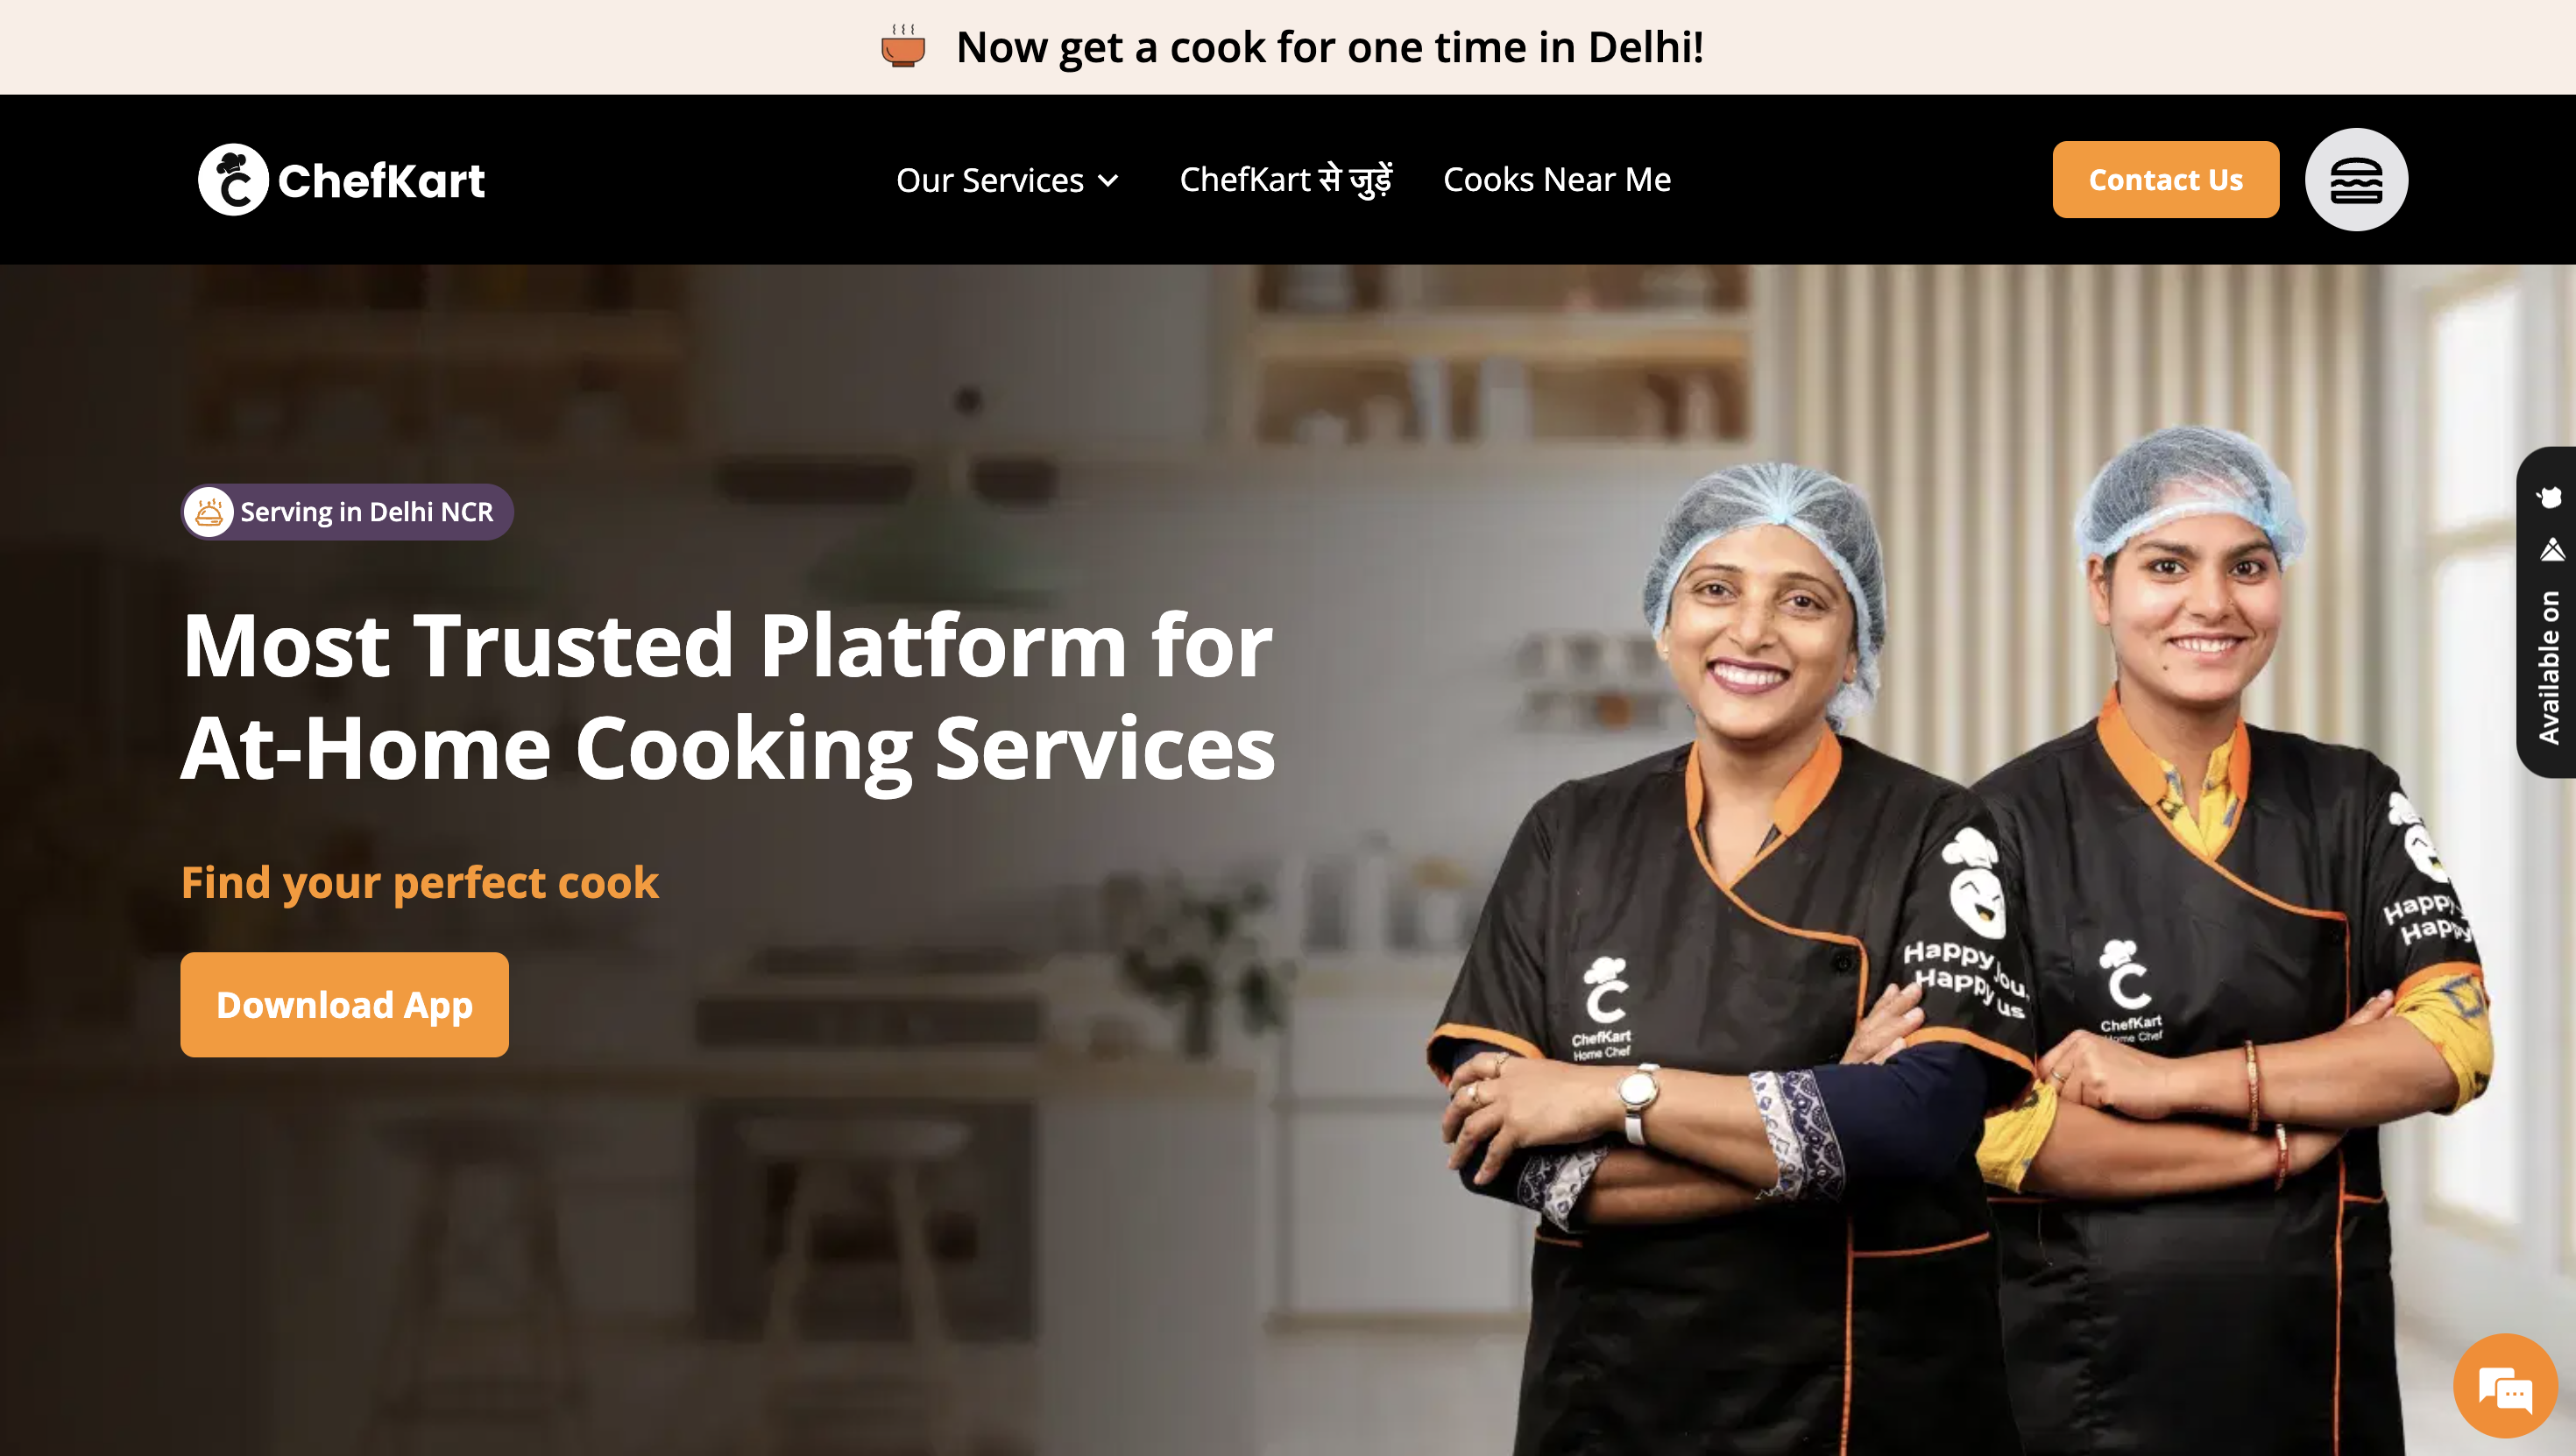 Now get a cook for one time in Delhi!
ChefKart
Our Services
ChefKart से जुड़ें
Cooks Near Me
Contact Us
Serving in Delhi NCR
Most Trusted Platform for
At-Home Cooking Services
Find your perfect cook
Download App
Available on
ChefKart
Home Chef
Happy you,
Happy us
ChefKart
Home Chef
Happy
Happy